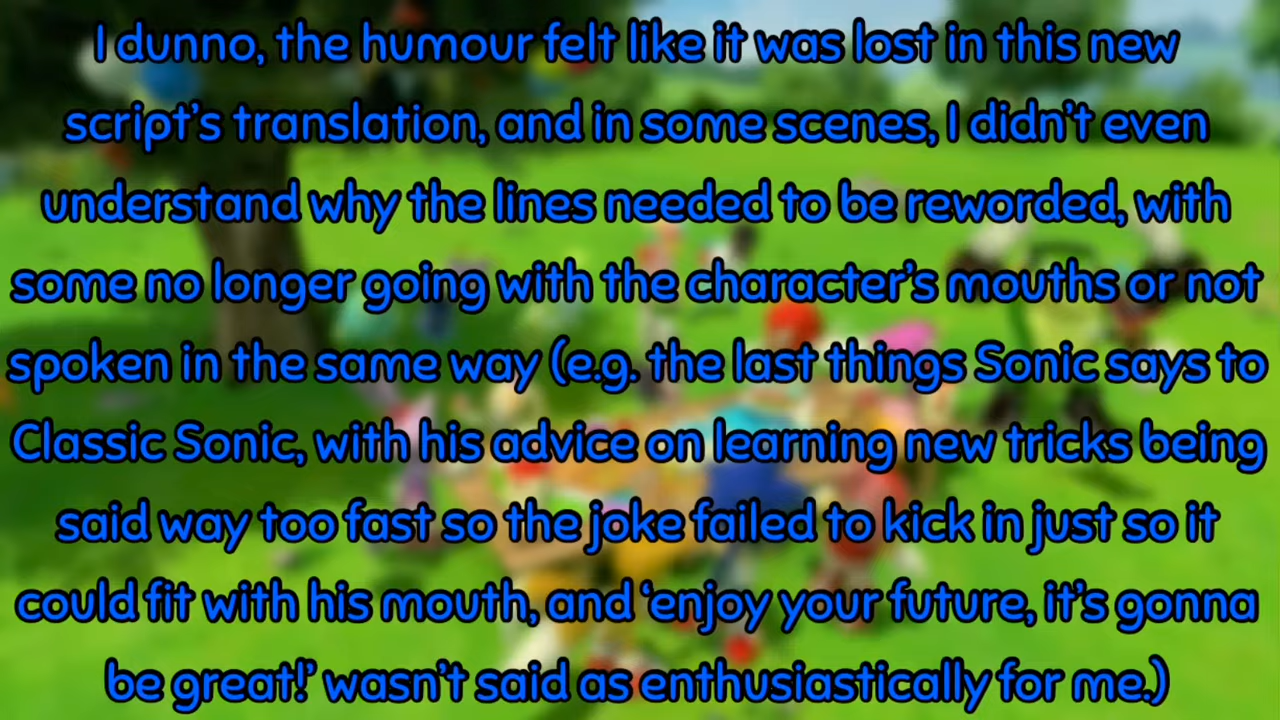 I dunno, the humour felt like it was lost in this new
script's translation, and in some scenes, I didn't even
understand why the lines needed to be reworded, with
some no longer going with the character's mouths or not
spoken in the same way (e.g. the last things Sonic says to
Classic Sonic, with his advice on learning new tricks being
said way too fast so the joke failed to kick in just so it
could fit with his mouth, and 'enjoy your future, it's gonna
be great!' wasn't said as enthusiastically for me.)